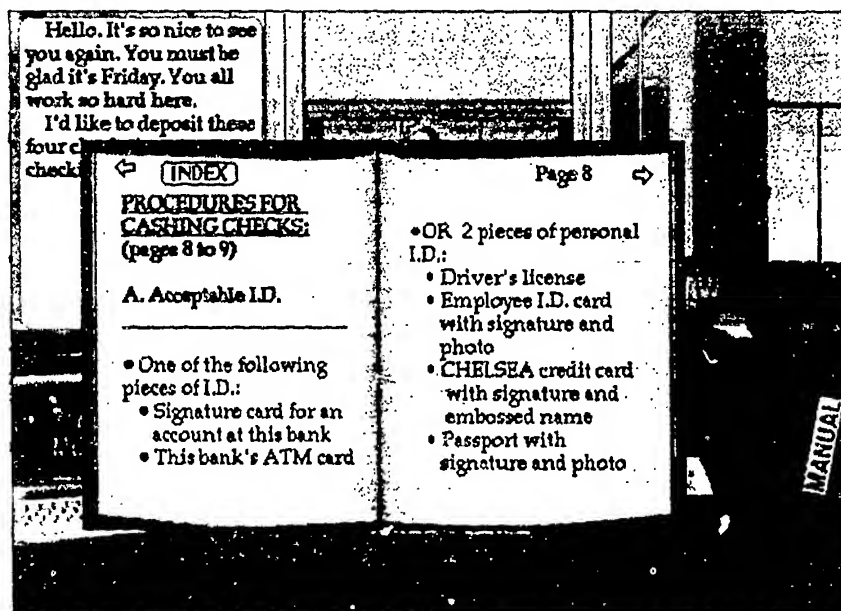 Hello. It's so nice to see
you again. You must be
glad it's Friday. You all
work so hard here.
I'd like to deposit these
four
INDEX
PROCEDURES FOR
CASHING CHECKS:
(pages 8 to 9)
A. Acceptable I.D.
• One of the following
pieces of I.D.:
• Signature card for an
account at this bank
• This bank's ATM card
Page 8
•OR 2 pieces of personal
I.D.:
• Driver's license
• Employee I.D. card
with signature and
photo
• CHELSEA credit card
with signature and
embossed name
• Passport with
signature and photo
MANUAL